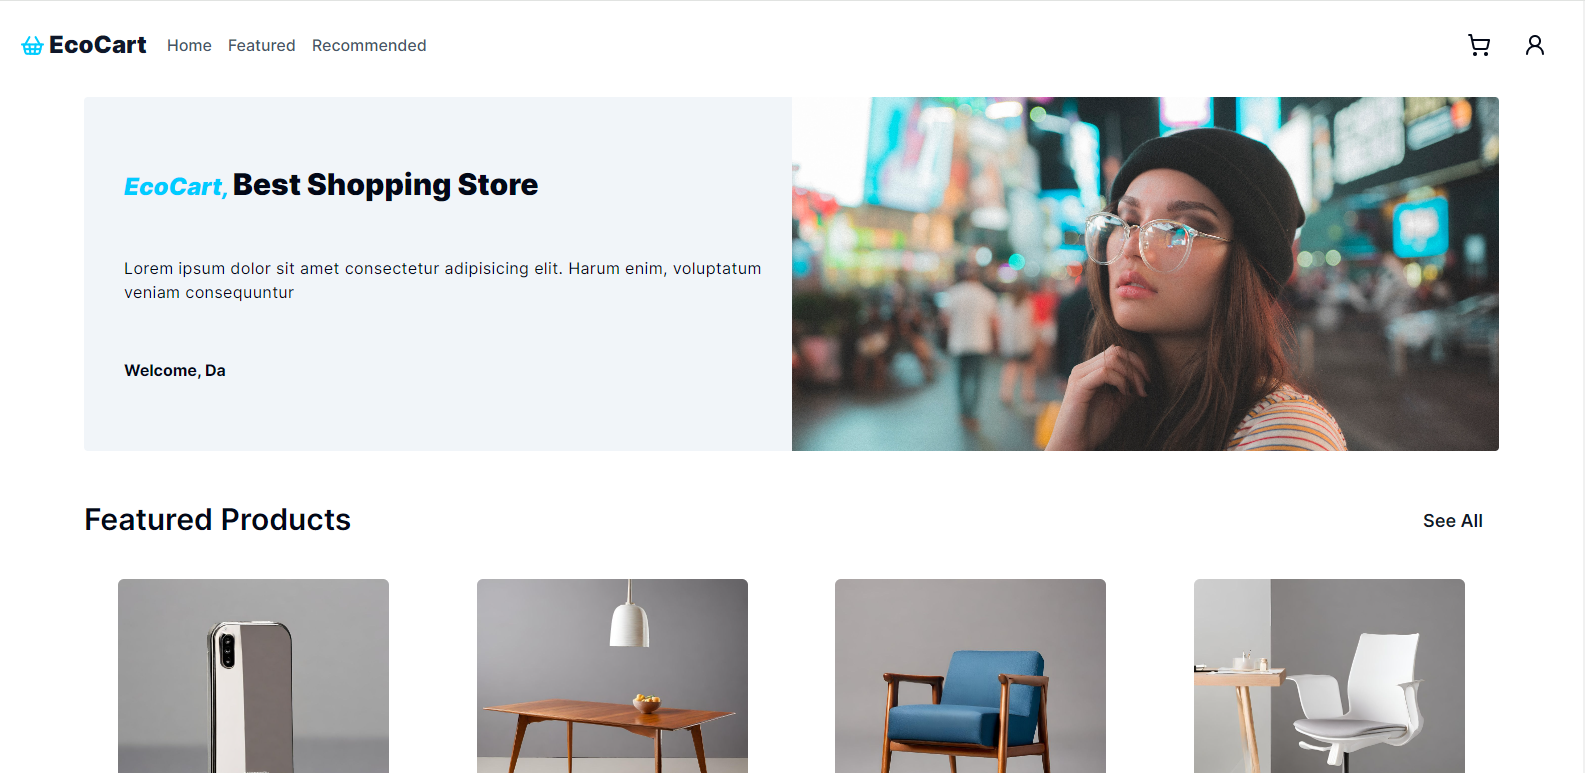 EcoCart Home Featured Recommended
EcoCart, Best Shopping Store
Lorem ipsum dolor sit amet consectetur adipisicing elit. Harum enim, voluptatum
veniam consequuntur
Welcome, Da
Featured Products See All